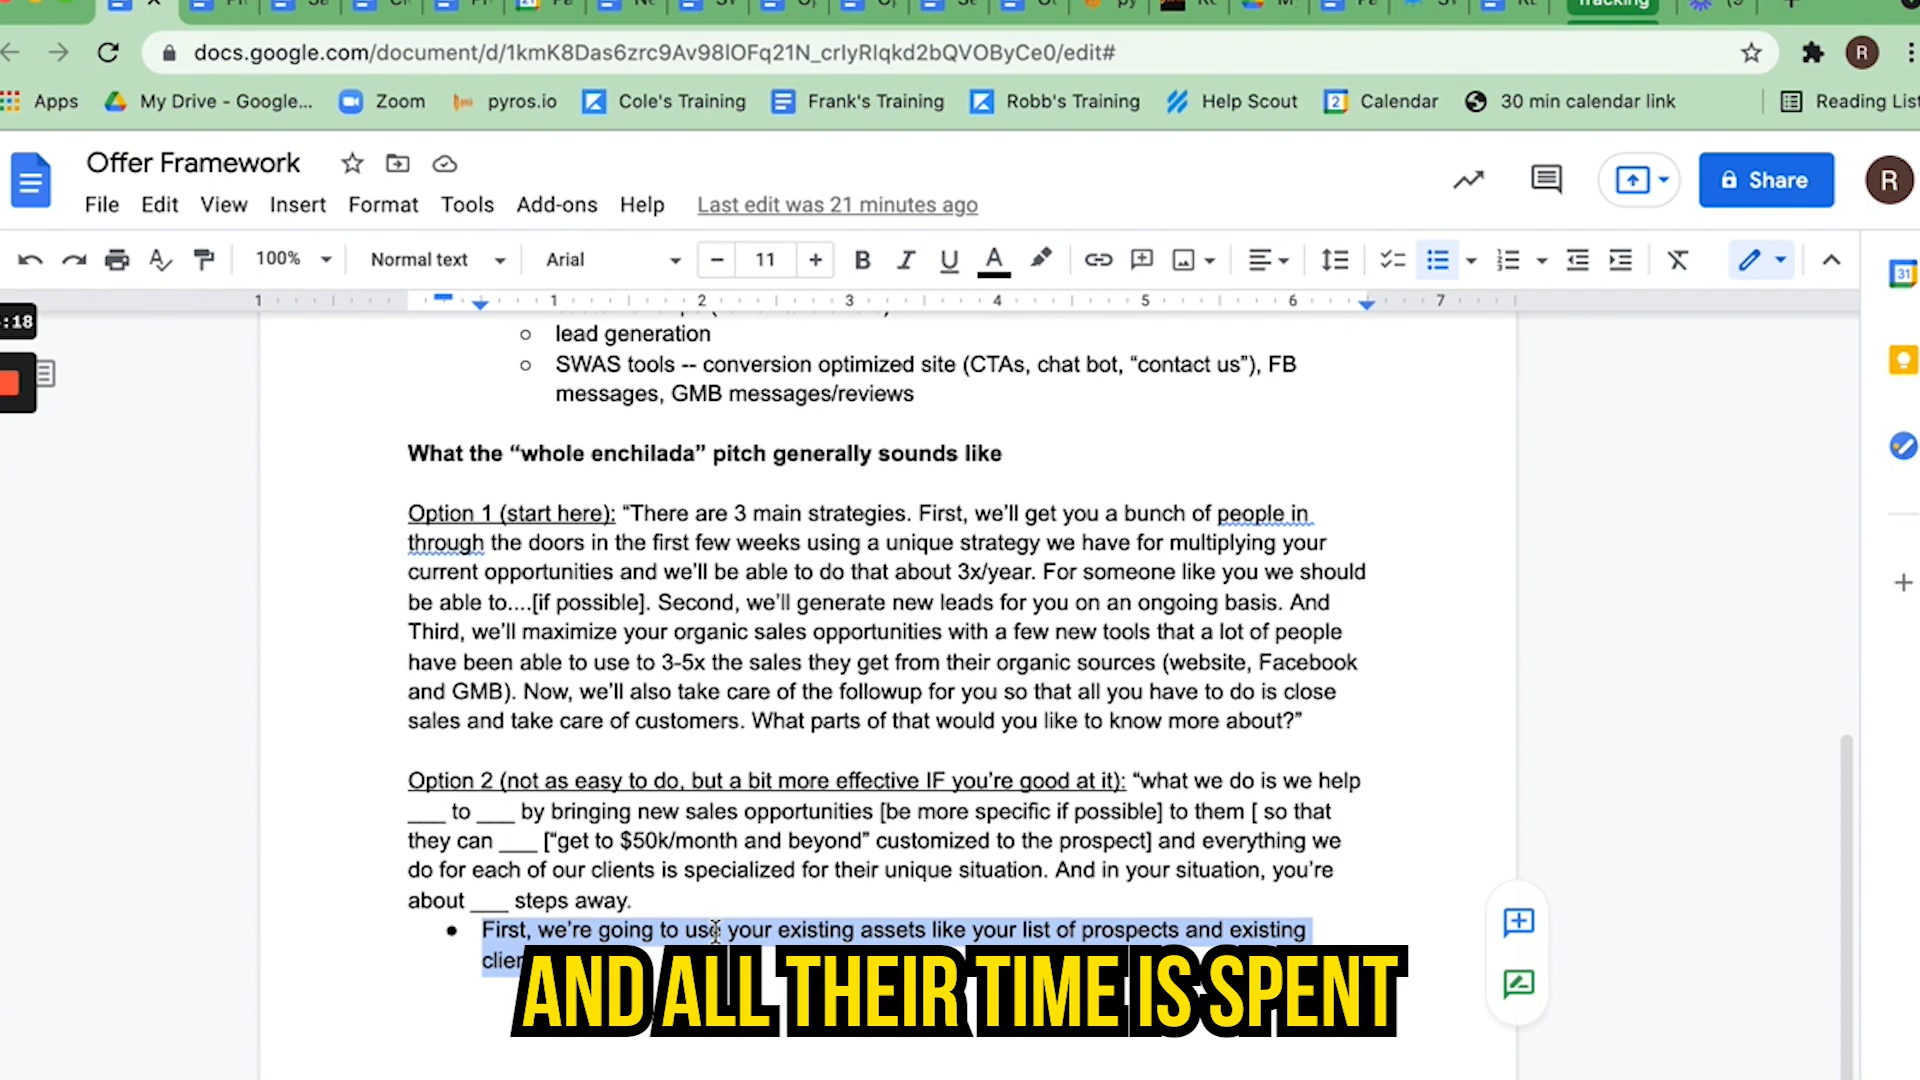 Tracking
docs.google.com/document/d/1kmK8Das6zrc9Av98lOFq21N_crIyRlqkd2bQVOByCe0/edit#
R
Apps My Drive - Google... Zoom pyros.io Cole's Training Frank's Training Robb's Training Help Scout 2 Calendar 30 min calendar link Reading List
Offer Framework
Share
R
File Edit View Insert Format Tools Add-ons Help Last edit was 21 minutes ago
100% Normal text Arial − 11 + B I U A
31
1 1 2 3 4 5 6 7
:18
lead generation
SWAS tools -- conversion optimized site (CTAs, chat bot, “contact us”), FB
messages, GMB messages/reviews
What the “whole enchilada” pitch generally sounds like
Option 1 (start here): “There are 3 main strategies. First, we’ll get you a bunch of people in
through the doors in the first few weeks using a unique strategy we have for multiplying your
current opportunities and we’ll be able to do that about 3x/year. For someone like you we should
be able to....[if possible]. Second, we’ll generate new leads for you on an ongoing basis. And
Third, we’ll maximize your organic sales opportunities with a few new tools that a lot of people
have been able to use to 3-5x the sales they get from their organic sources (website, Facebook
and GMB). Now, we’ll also take care of the followup for you so that all you have to do is close
sales and take care of customers. What parts of that would you like to know more about?”
Option 2 (not as easy to do, but a bit more effective IF you’re good at it): “what we do is we help
___ to ___ by bringing new sales opportunities [be more specific if possible] to them [ so that
they can ___ [“get to $50k/month and beyond” customized to the prospect] and everything we
do for each of our clients is specialized for their unique situation. And in your situation, you’re
about ___ steps away.
First, we’re going to use your existing assets like your list of prospects and existing
AND ALL THEIR TIME IS SPENT